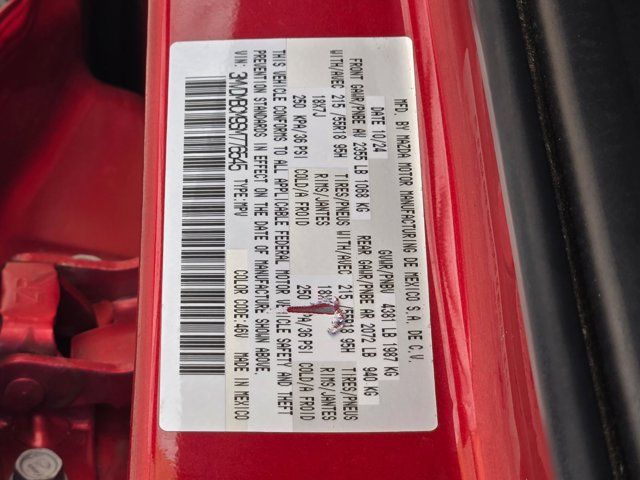 MFD. BY MAZDA MOTOR MANUFACTURING DE MEXICO S.A. DE C.V.
DATE 10/24 GVWR/PNBV 4381 LB 1987 KG
FRONT GAWR/PNBE AV 2365 LB 1068 KG REAR GAWR/PNBE AR 2072 LB 940 KG
WITH/AVEC 215/55R18 95H TIRES/PNEUS WITH/AVEC 215/55R18 95H TIRES/PNEUS
18X7J RIMS/JANTES RIMS/JANTES
250 KPA/36 PSI COLD/A FROID 250 KPA/36 PSI COLD/A FROID
THIS VEHICLE CONFORMS TO ALL APPLICABLE FEDERAL MOTOR VEHICLE SAFETY AND THEFT
PREVENTION STANDARDS IN EFFECT ON THE DATE OF MANUFACTURE SHOWN ABOVE.
VIN: TYPE:MPV COLOR CODE:46V MADE IN MEXICO